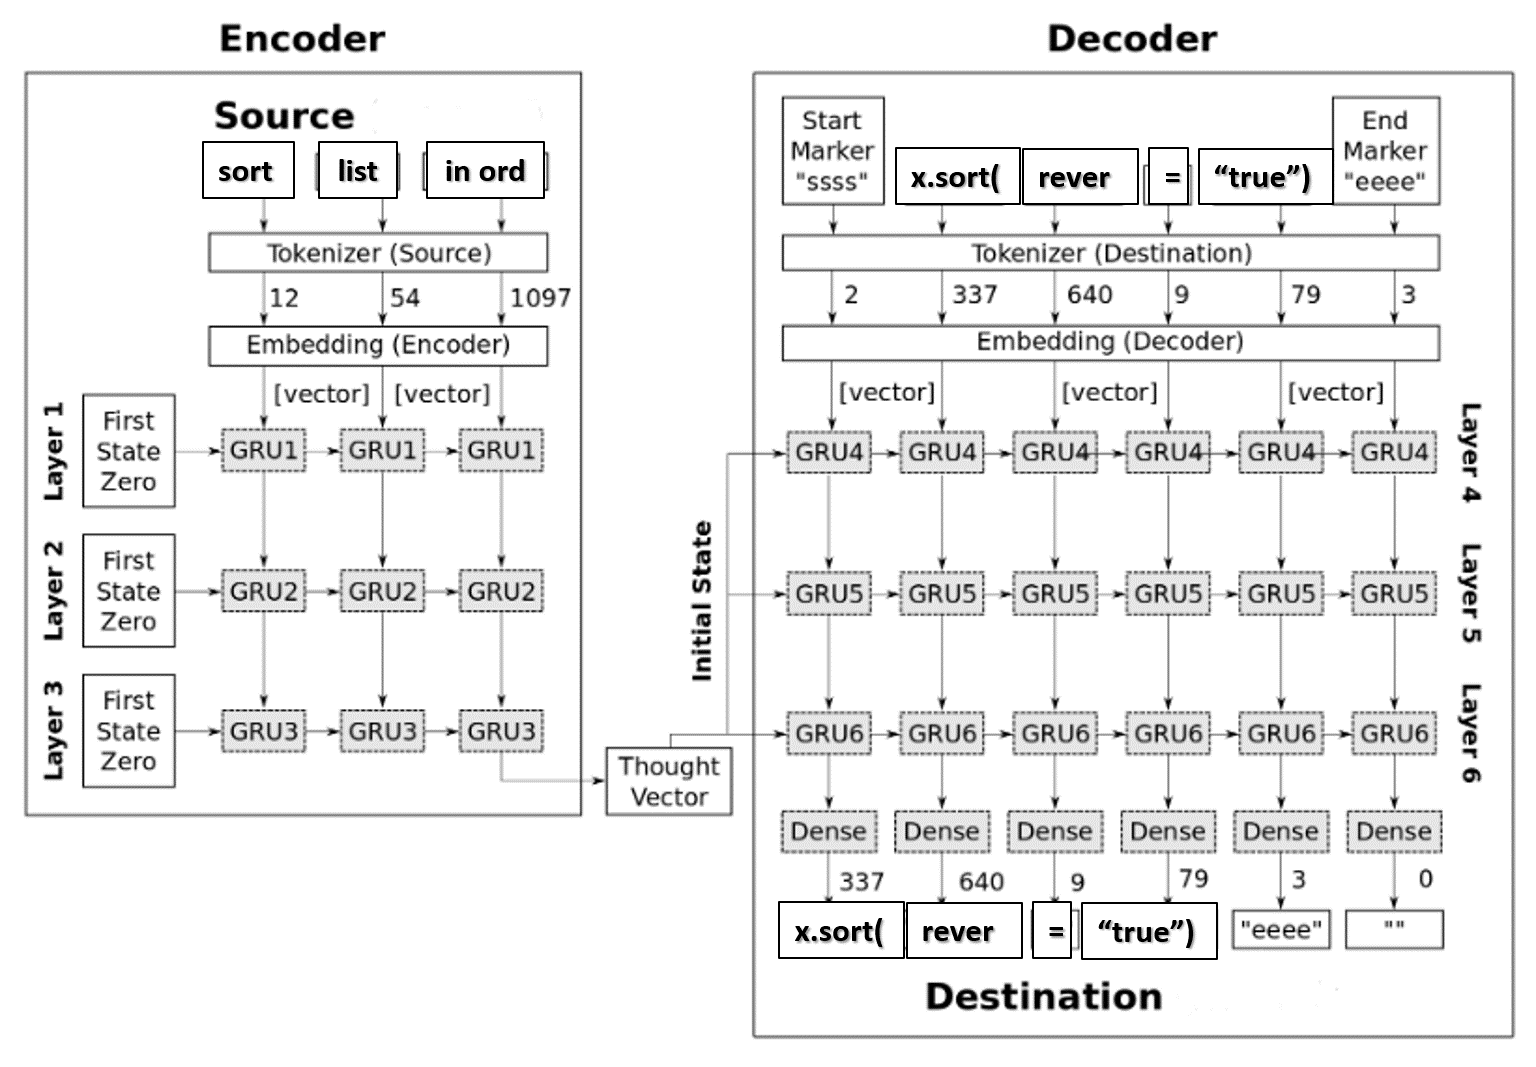 Encoder
Source
sort list in ord
Tokenizer (Source)
12 54 1097
Embedding (Encoder)
[vector] [vector]
Layer 1
First
State
Zero
GRU1 GRU1 GRU1
Layer 2
First
State
Zero
GRU2 GRU2 GRU2
Layer 3
First
State
Zero
GRU3 GRU3 GRU3
Thought
Vector
Initial State
Decoder
Start
Marker
"ssss"
x.sort( rever = “true”)
End
Marker
"eeee"
Tokenizer (Destination)
2 337 640 9 79 3
Embedding (Decoder)
[vector] [vector] [vector]
GRU4 GRU4 GRU4 GRU4 GRU4 GRU4
Layer 4
GRU5 GRU5 GRU5 GRU5 GRU5 GRU5
Layer 5
GRU6 GRU6 GRU6 GRU6 GRU6 GRU6
Layer 6
Dense Dense Dense Dense Dense Dense
337 640 9 79 3 0
x.sort( rever = “true”) "eeee" ""
Destination